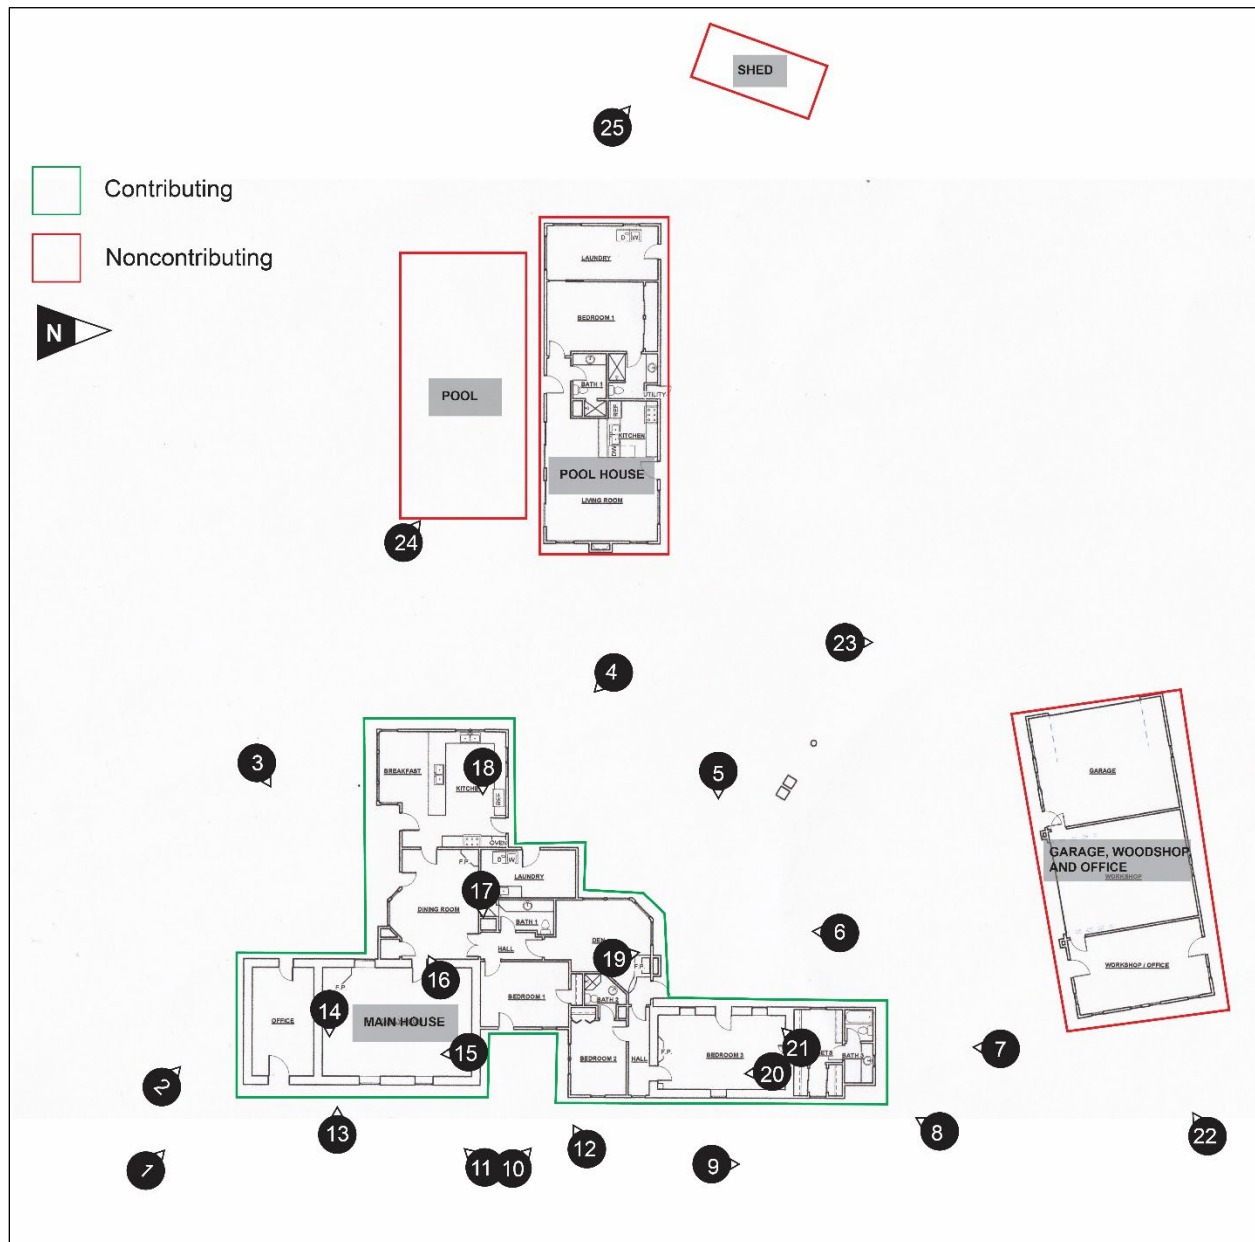 SHED
25
Contributing
Noncontributing
N
D W
LAUNDRY
BEDROOM 1
BATH 1
UTILITY
REF
KITCHEN
DW
POOL
POOL HOUSE
LIVING ROOM
24
23
4
3
5
18
BREAKFAST
KITCHEN
REF
OVEN
GARAGE
GARAGE, WOODSHOP
AND OFFICE
WORKSHOP
F.P.
D W
LAUNDRY
17
DINING ROOM
BATH 1
HALL
DEN
6
19
F.P.
WORKSHOP / OFFICE
16
F.P.
14
OFFICE
MAIN HOUSE
BEDROOM 1
BATH 2
15
BEDROOM 2
HALL
F.P.
BEDROOM 3
21
BATH 3
20
7
2
13
12
8
22
1
11
10
9